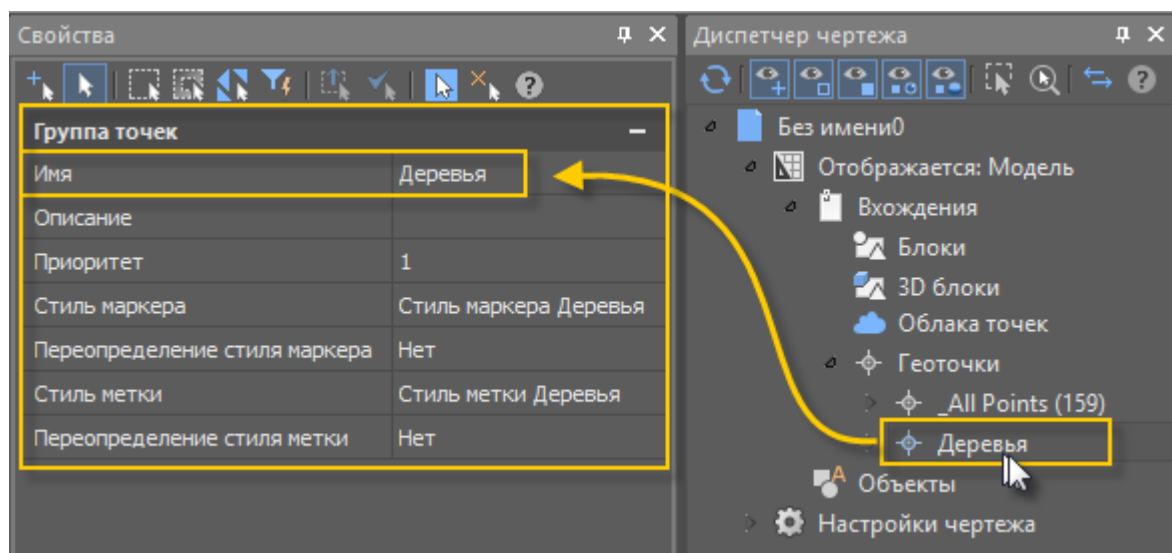 Свойства
Группа точек
Имя Деревья
Описание
Приоритет 1
Стиль маркера Стиль маркера Деревья
Переопределение стиля маркера Нет
Стиль метки Стиль метки Деревья
Переопределение стиля метки Нет
Диспетчер чертежа
Без имени0
Отображается: Модель
Вхождения
Блоки
3D блоки
Облака точек
Геоточки
_All Points (159)
Деревья
Объекты
Настройки чертежа